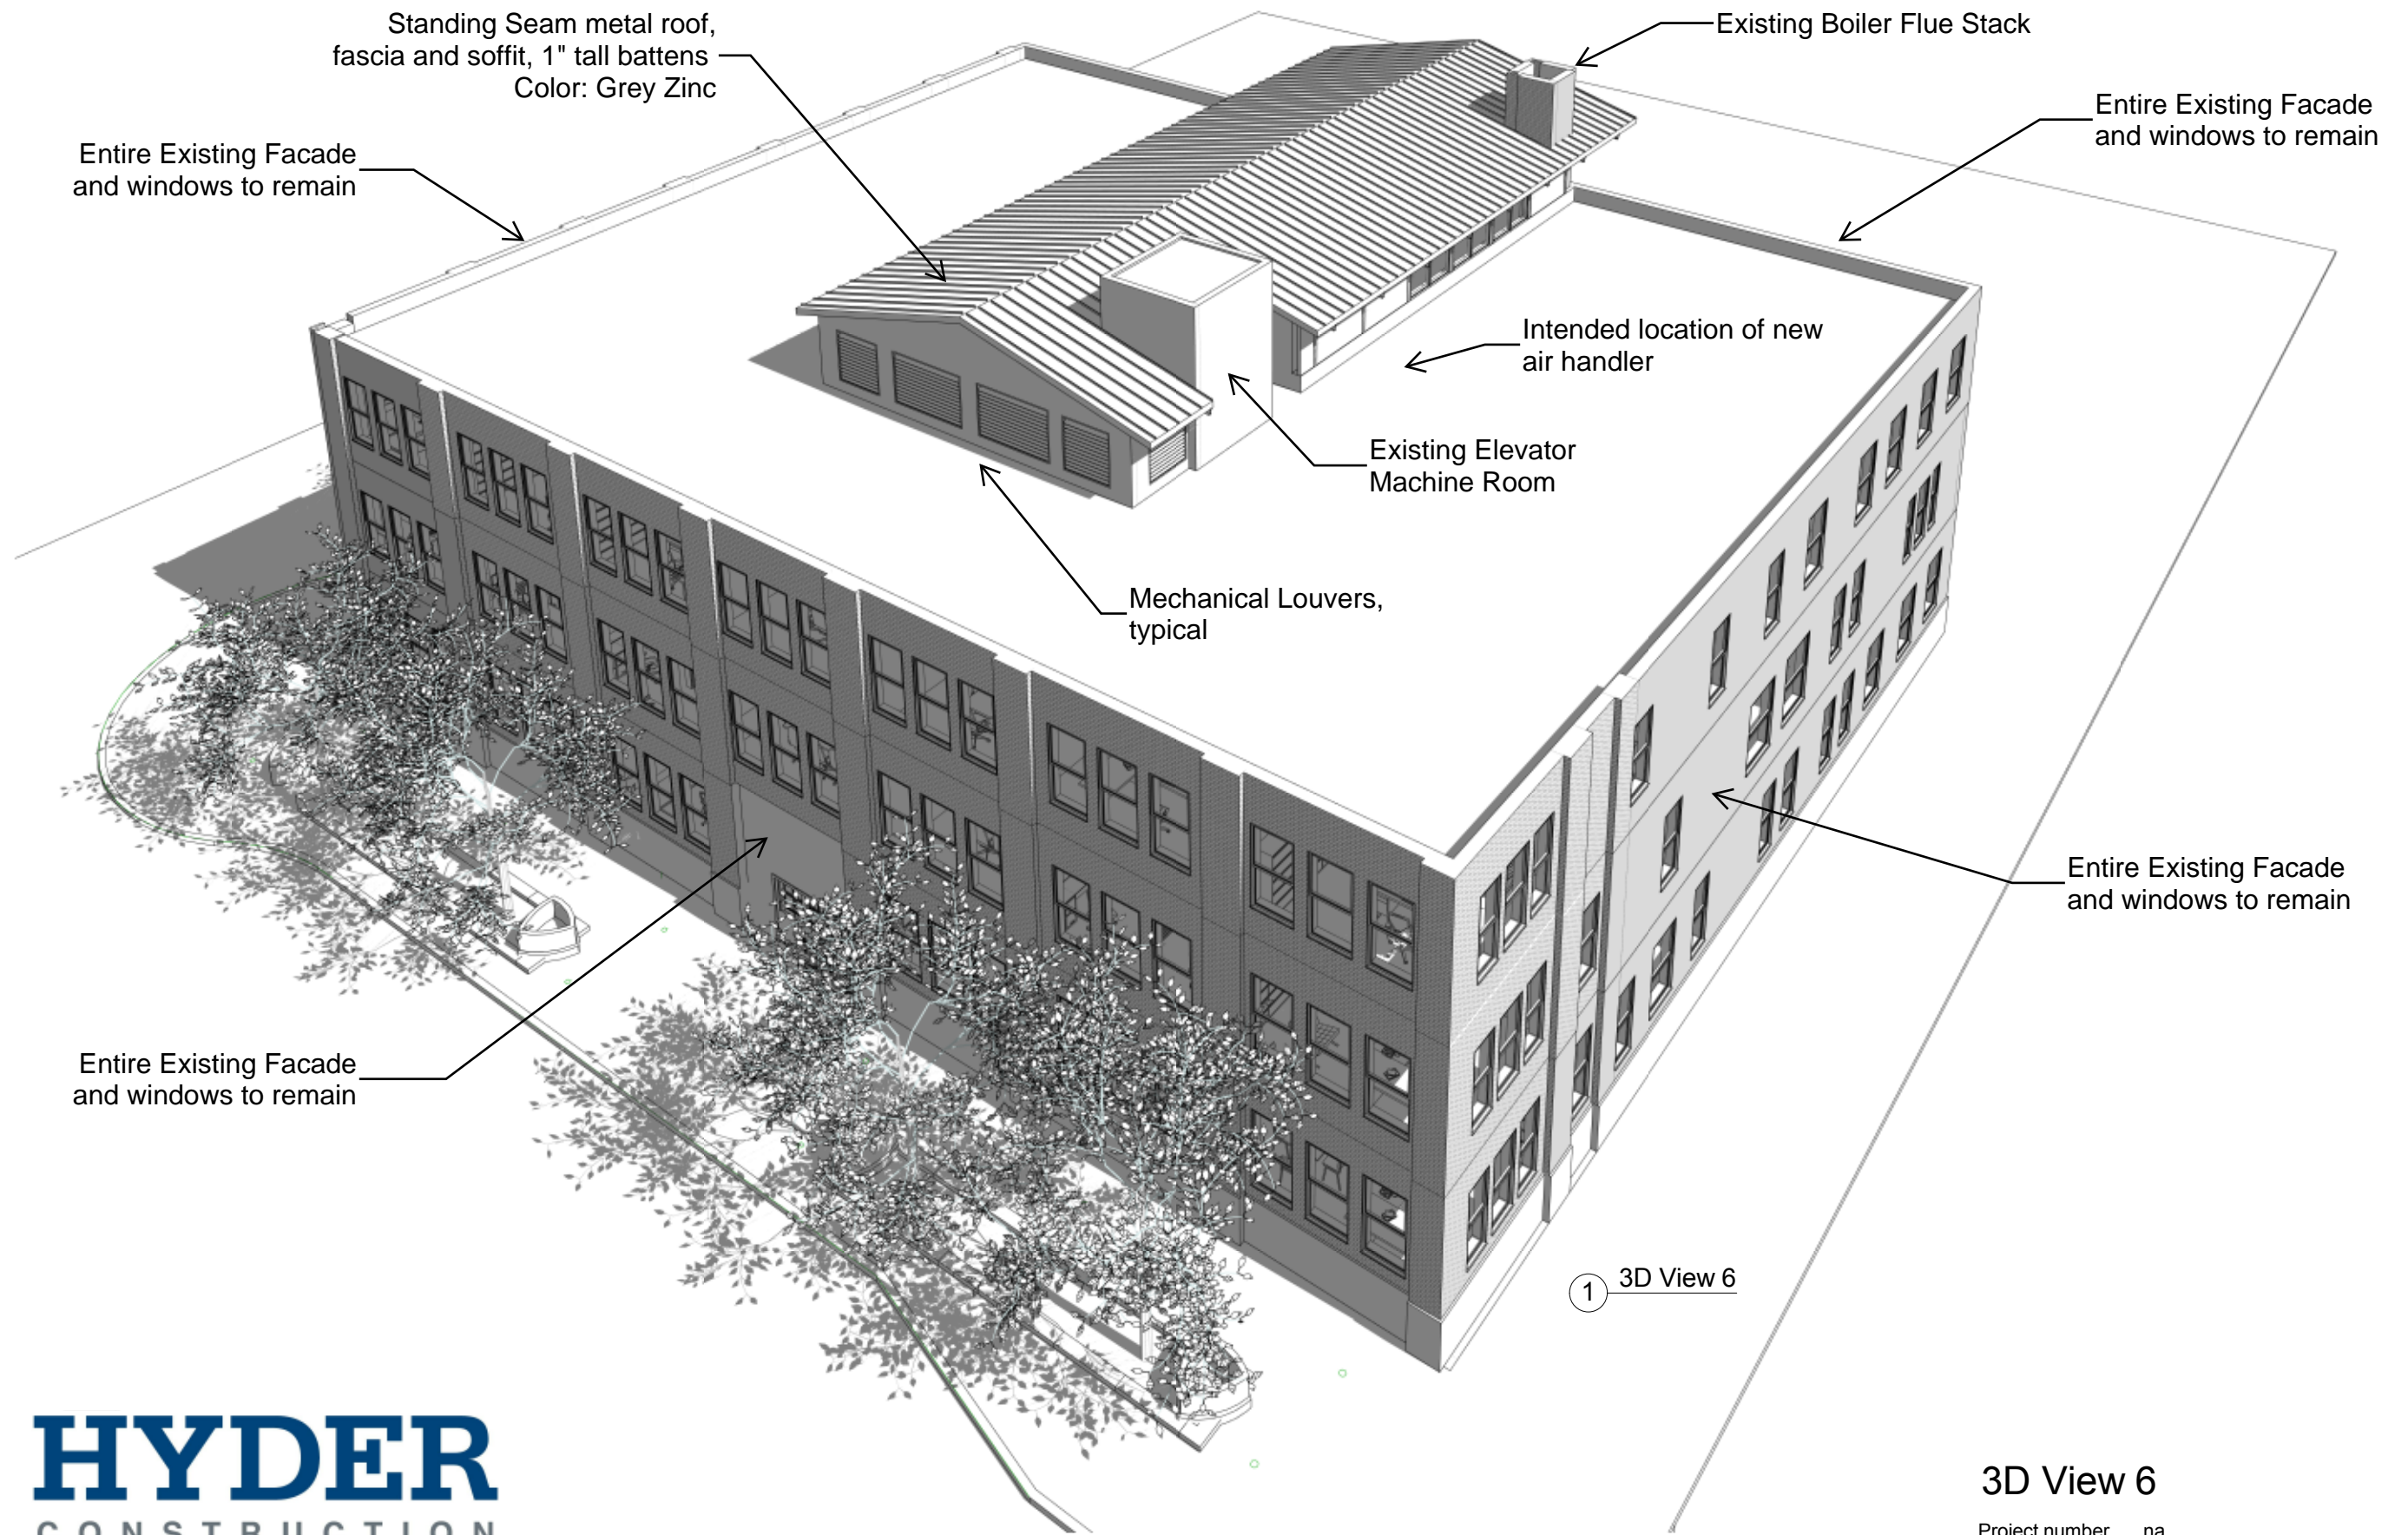 Standing Seam metal roof,
fascia and soffit, 1" tall battens
Color: Grey Zinc
Existing Boiler Flue Stack
Entire Existing Facade
and windows to remain
Entire Existing Facade
and windows to remain
Intended location of new
air handler
Existing Elevator
Machine Room
Mechanical Louvers,
typical
Entire Existing Facade
and windows to remain
Entire Existing Facade
and windows to remain
1 3D View 6
HYDER
CONSTRUCTION
3D View 6
Project number na